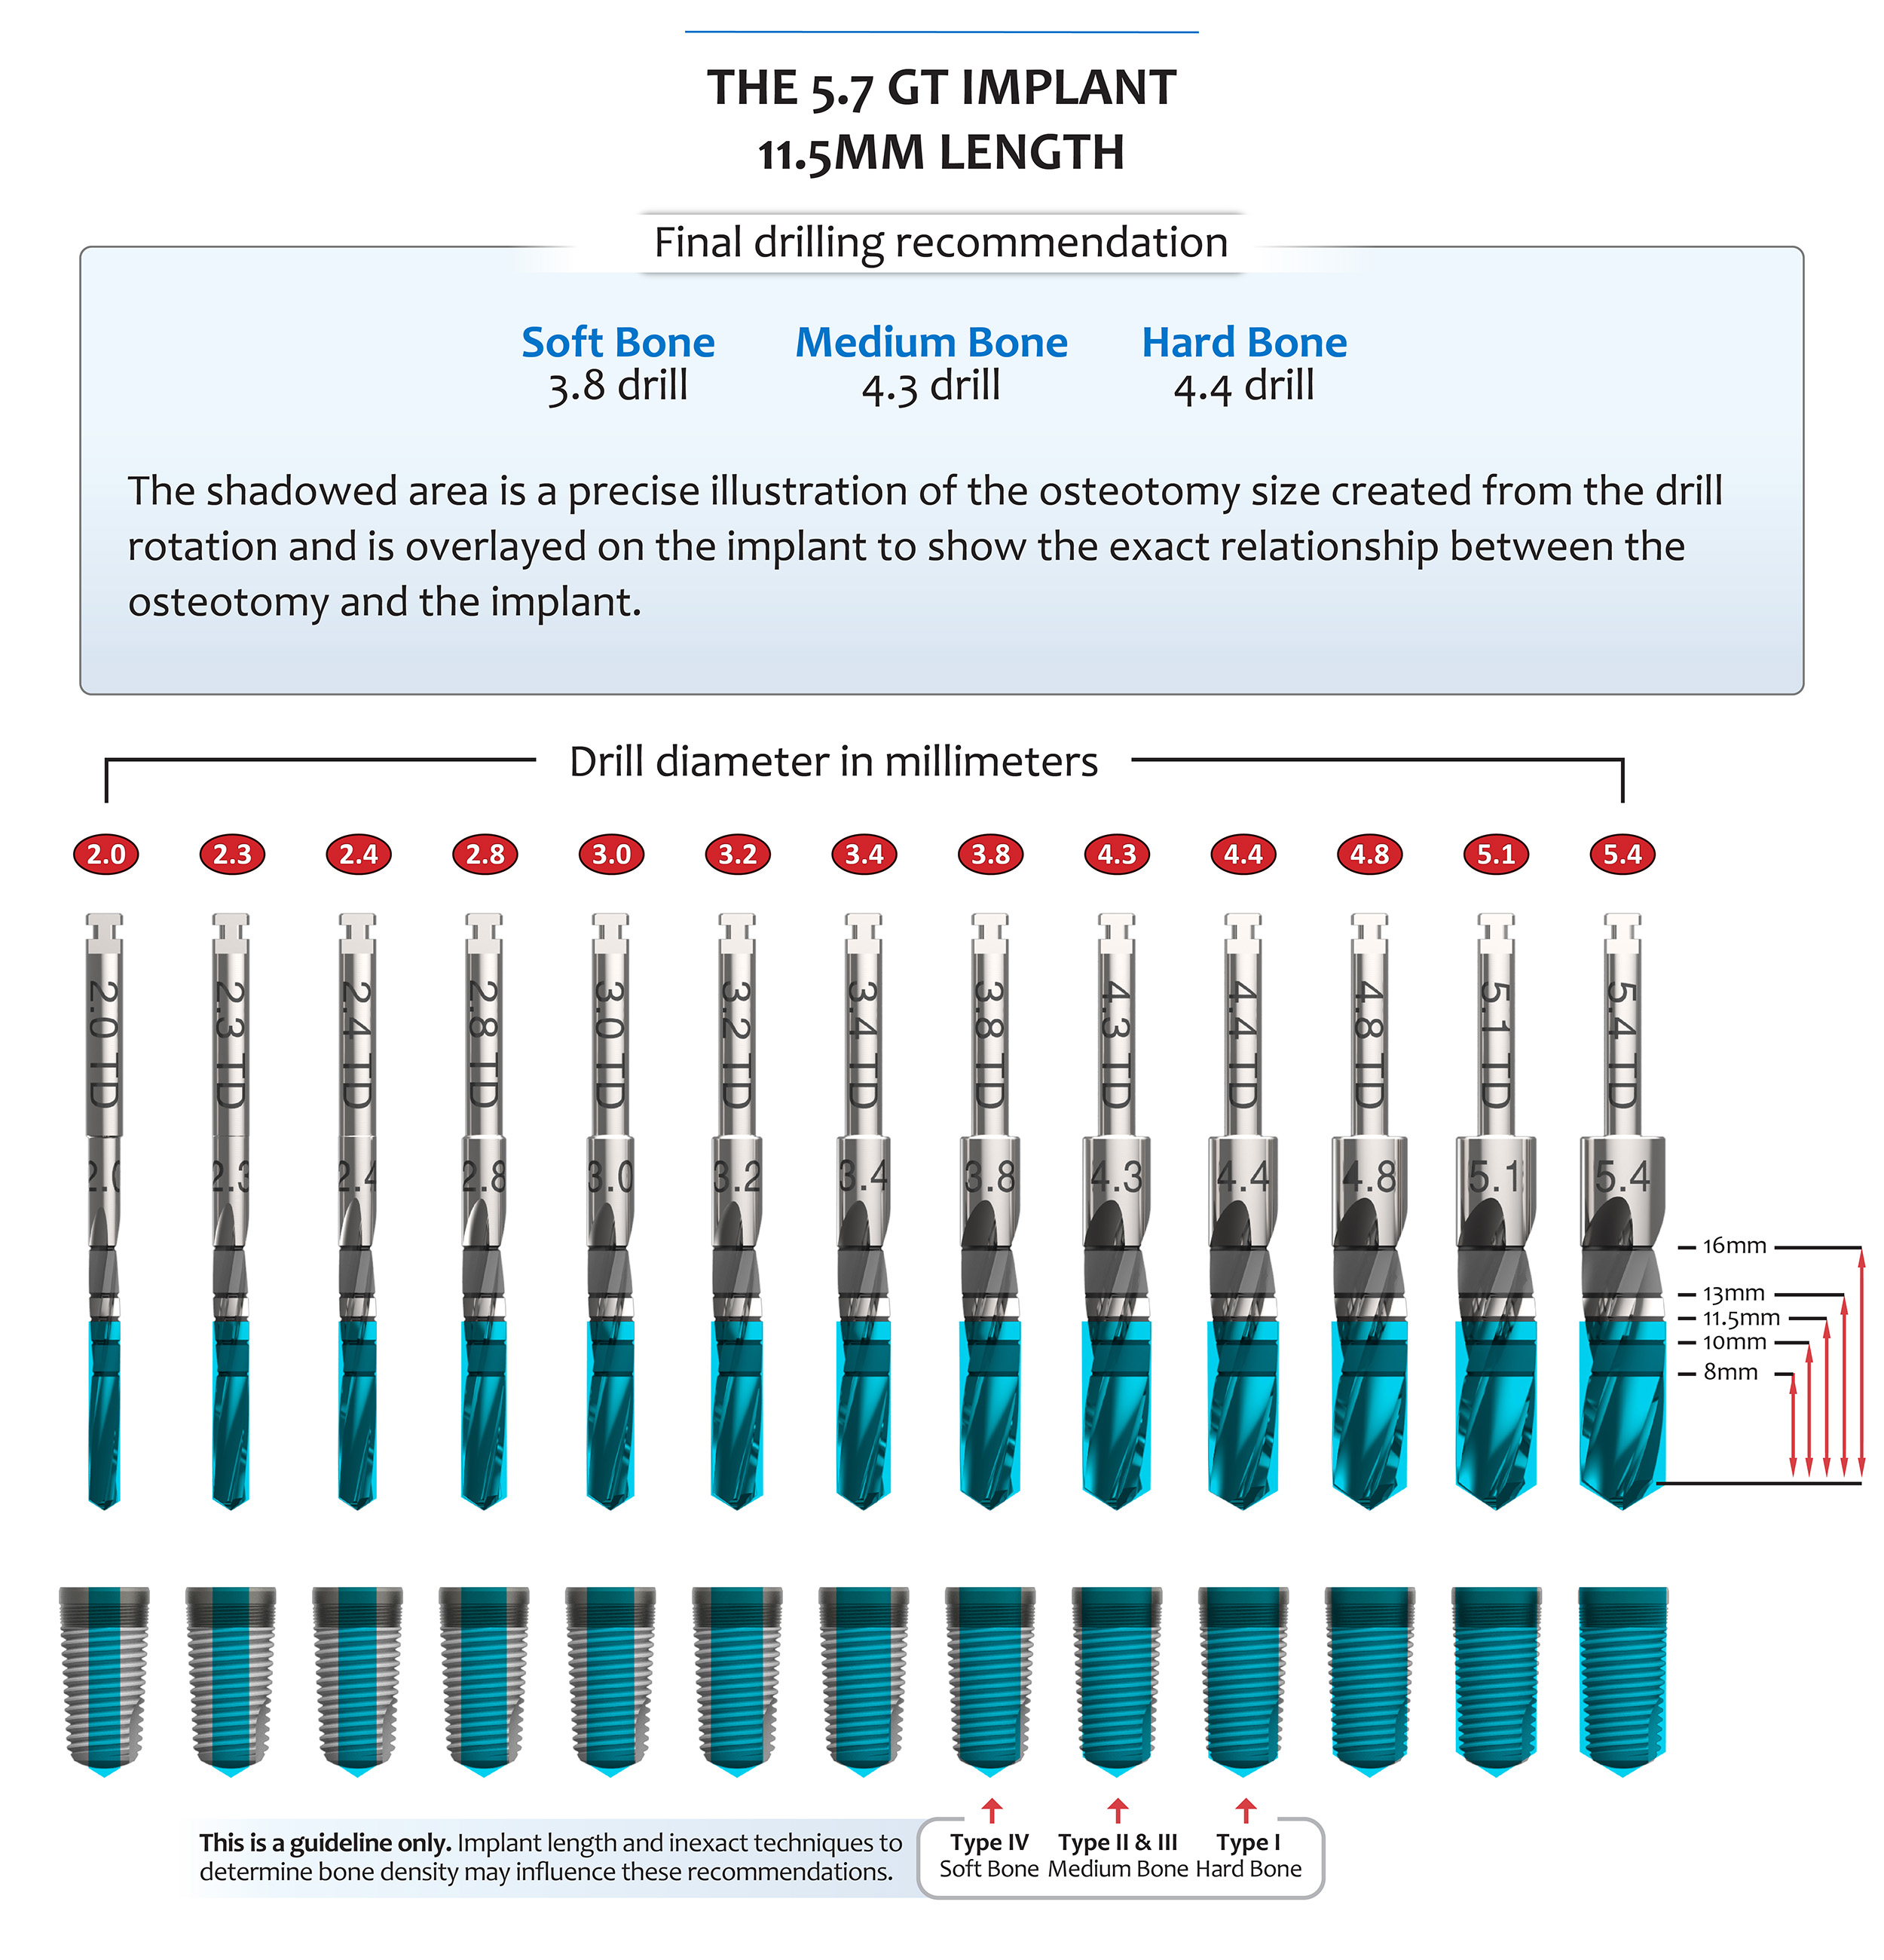 THE 5.7 GT IMPLANT
11.5MM LENGTH
Final drilling recommendation
Soft Bone Medium Bone Hard Bone
3.8 drill 4.3 drill 4.4 drill
The shadowed area is a precise illustration of the osteotomy size created from the drill
rotation and is overlayed on the implant to show the exact relationship between the
osteotomy and the implant.
Drill diameter in millimeters
2.0 2.3 2.4 2.8 3.0 3.2 3.4 3.8 4.3 4.4 4.8 5.1 5.4
2.0 TD 2.3 TD 2.4 TD 2.8 TD 3.0 TD 3.2 TD 3.4 TD 3.8 TD 4.3 TD 4.4 TD 4.8 TD 5.1 TD 5.4 TD
2.0 2.3 2.4 2.8 3.0 3.2 3.4 3.8 4.3 4.4 4.8 5.1 5.4
16mm
13mm
11.5mm
10mm
8mm
This is a guideline only. Implant length and inexact techniques to
determine bone density may influence these recommendations.
Type IV Type II & III Type I
Soft Bone Medium Bone Hard Bone